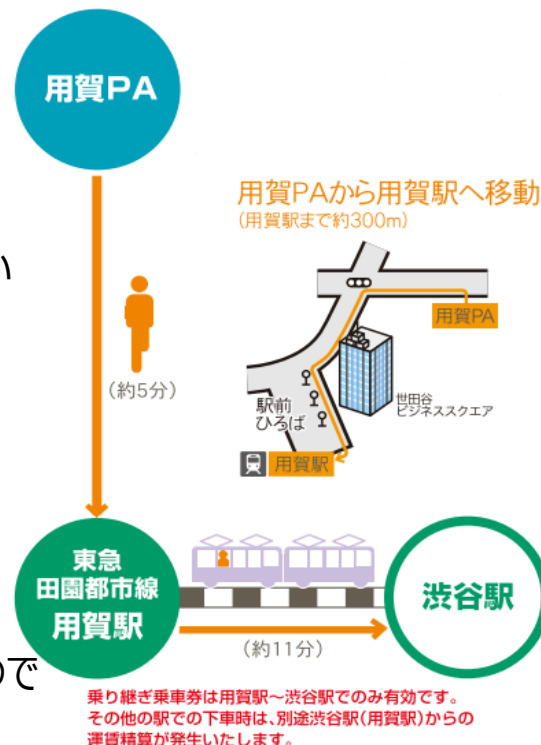 用賀PA
用賀PAから用賀駅へ移動
(用賀駅まで約300m)
い
用賀PA
(約5分)
世田谷
ビジネススクエア
駅前
ひろば
用賀駅
東急
田園都市線
用賀駅
渋谷駅
(約11分)
ので
乗り継ぎ乗車券は用賀駅〜渋谷駅でのみ有効です。
その他の駅での下車時は、別途渋谷駅(用賀駅)からの
運賃精算が発生いたします。